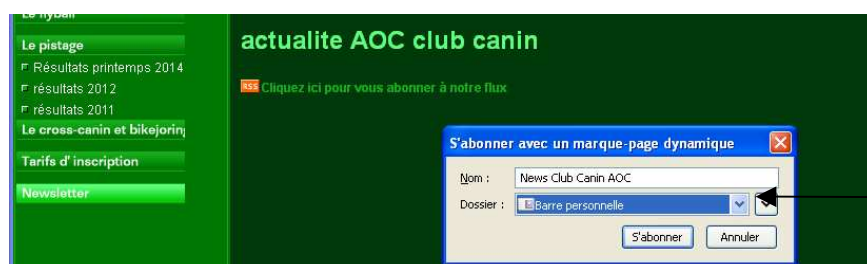 Le flyball
Le pistage
Résultats printemps 2014
résultats 2012
résultats 2011
Le cross-canin et bikejoring
Tarifs d'inscription
Newsletter
actualite AOC club canin
RSS Cliquez ici pour vous abonner à notre flux
S'abonner avec un marque-page dynamique
Nom : News Club Canin AOC
Dossier : Barre personnelle
S'abonner Annuler